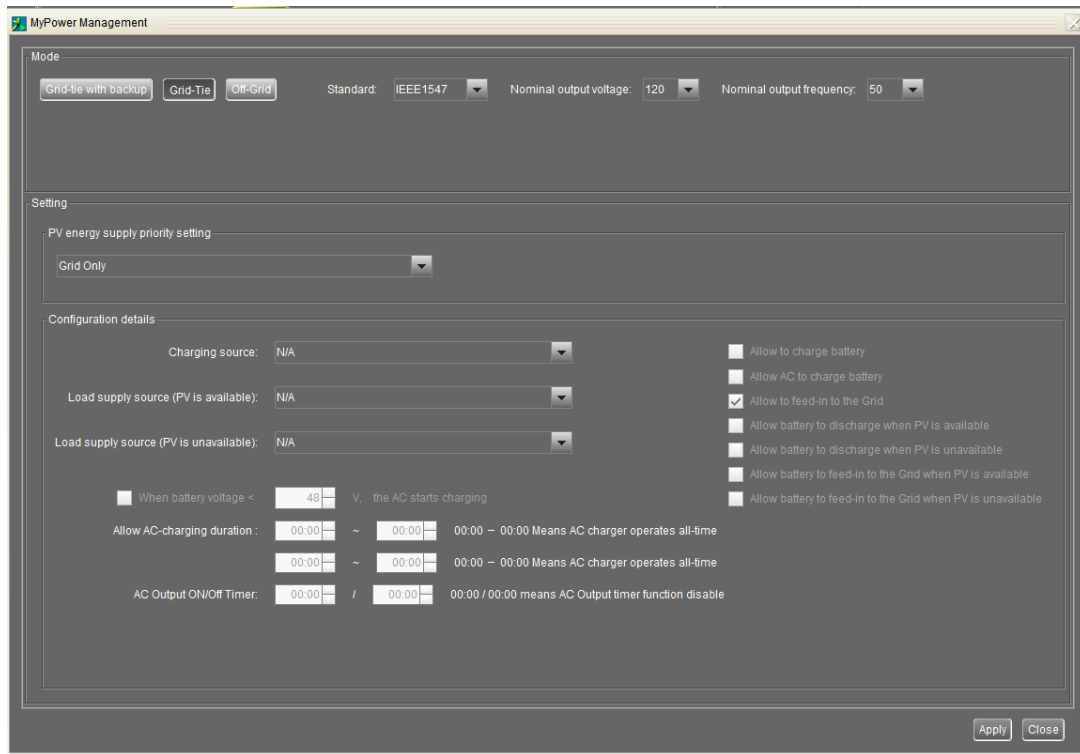 MyPower Management
Mode
Grid-tie with backup Grid-Tie Off-Grid Standard: IEEE1547 Nominal output voltage: 120 Nominal output frequency: 50
Setting
PV energy supply priority setting
Grid Only
Configuration details
Charging source: N/A
Load supply source (PV is available): N/A
Load supply source (PV is unavailable): N/A
When battery voltage < 48 V, the AC starts charging
Allow AC-charging duration : 00:00 ~ 00:00 00:00 – 00:00 Means AC charger operates all-time
00:00 ~ 00:00 00:00 – 00:00 Means AC charger operates all-time
AC Output ON/Off Timer: 00:00 / 00:00 00:00 / 00:00 means AC Output timer function disable
Allow to charge battery
Allow AC to charge battery
Allow to feed-in to the Grid
Allow battery to discharge when PV is available
Allow battery to discharge when PV is unavailable
Allow battery to feed-in to the Grid when PV is available
Allow battery to feed-in to the Grid when PV is unavailable
Apply Close